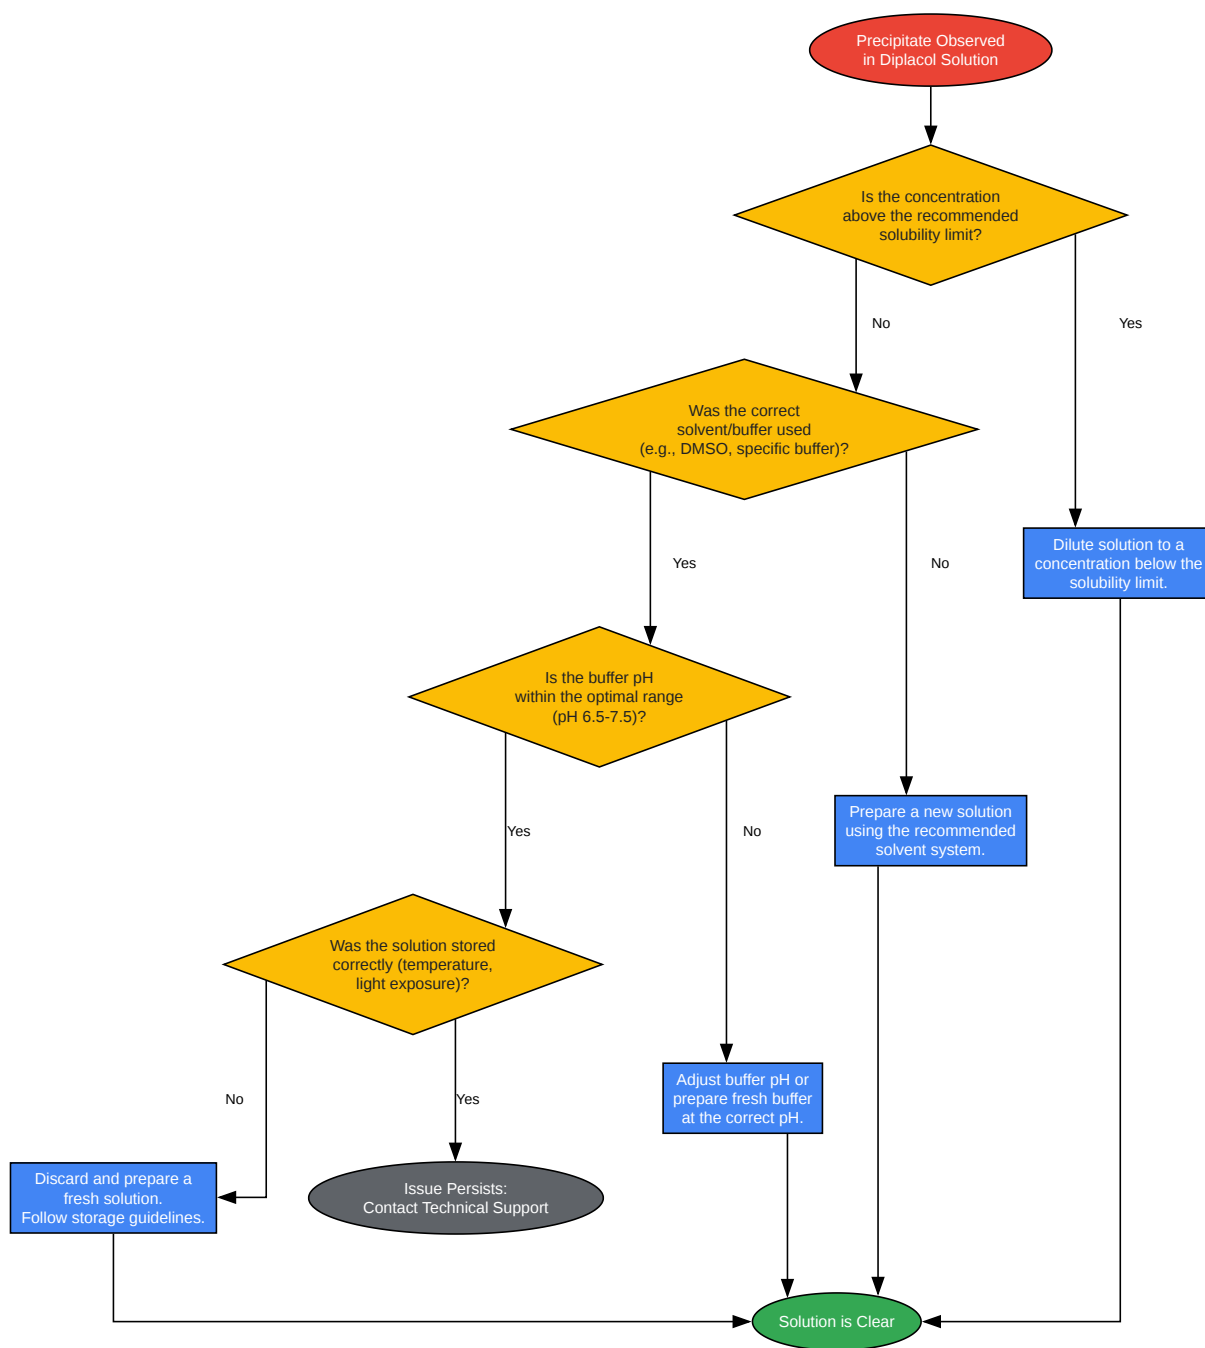 Precipitate Observed
in Diplacol Solution
Is the concentration
above the recommended
solubility limit?
No
Yes
Was the correct
solvent/buffer used
(e.g., DMSO, specific buffer)?
Yes
No
Dilute solution to a
concentration below the
solubility limit.
Is the buffer pH
within the optimal range
(pH 6.5-7.5)?
Yes
No
Prepare a new solution
using the recommended
solvent system.
Was the solution stored
correctly (temperature,
light exposure)?
No
Yes
Adjust buffer pH or
prepare fresh buffer
at the correct pH.
Discard and prepare a
fresh solution.
Follow storage guidelines.
Issue Persists:
Contact Technical Support
Solution is Clear